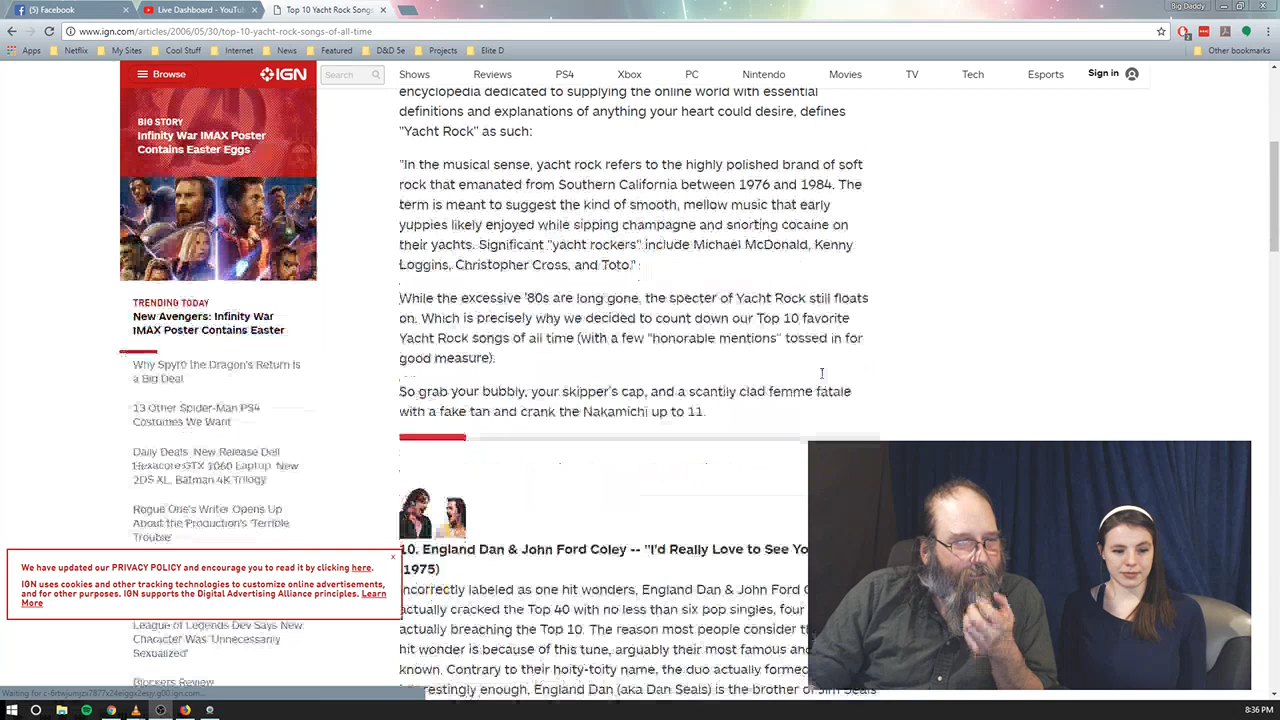 (5) Facebook
Live Dashboard - YouTu
Top 10 Yacht Rock Songs
Big Daddy
www.ign.com/articles/2006/05/30/top-10-yacht-rock-songs-of-all-time
Apps
Netflix
My Sites
Cool Stuff
Internet
News
Featured
D&D 5e
Projects
Elite D
Other bookmarks
Browse
IGN
Search
Shows
Reviews
PS4
Xbox
PC
Nintendo
Movies
TV
Tech
Esports
Sign in
BIG STORY
Infinity War IMAX Poster
Contains Easter Eggs
TRENDING TODAY
New Avengers: Infinity War
IMAX Poster Contains Easter
Why Spyro the Dragon's Return is
a Big Deal
13 Other Spider-Man PS4
Costumes We Want
Daily Deals: New Release Dell
Hexacore GTX 1060 Laptop, New
2DS XL, Batman 4K Trilogy
Rogue One's Writer Opens Up
About the Production's 'Terrible
Trouble'
We have updated our PRIVACY POLICY and encourage you to read it by clicking here.
IGN uses cookies and other tracking technologies to customize online advertisements,
and for other purposes. IGN supports the Digital Advertising Alliance principles. Learn
More
x
League of Legends Dev Says New
Character Was 'Unnecessarily
Sexualized'
Blockers Review
encyclopedia dedicated to supplying the online world with essential
definitions and explanations of anything your heart could desire, defines
"Yacht Rock" as such:
"In the musical sense, yacht rock refers to the highly polished brand of soft
rock that emanated from Southern California between 1976 and 1984. The
term is meant to suggest the kind of smooth, mellow music that early
yuppies likely enjoyed while sipping champagne and snorting cocaine on
their yachts. Significant "yacht rockers" include Michael McDonald, Kenny
Loggins, Christopher Cross, and Toto."
While the excessive '80s are long gone, the specter of Yacht Rock still floats
on. Which is precisely why we decided to count down our Top 10 favorite
Yacht Rock songs of all time (with a few "honorable mentions" tossed in for
good measure).
So grab your bubbly, your skipper's cap, and a scantily clad femme fatale
with a fake tan and crank the Nakamichi up to 11.
10. England Dan & John Ford Coley -- "I'd Really Love to See Yo
1975)
ncorrectly labeled as one hit wonders, England Dan & John Ford C
actually cracked the Top 40 with no less than six pop singles, four
actually breaching the Top 10. The reason most people consider th
hit wonder is because of this tune, arguably their most famous and
known. Contrary to their hoity-toity name, the duo actually formed
nterestingly enough, England Dan (aka Dan Seals) is the brother of Jim Seals
8:36 PM